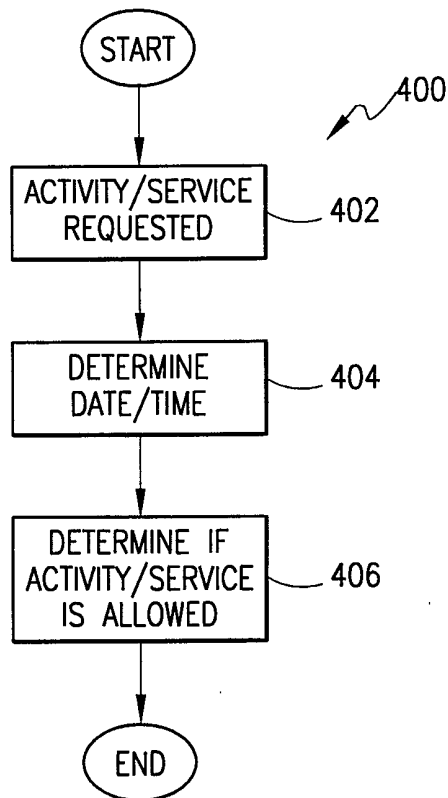 START
400
ACTIVITY/SERVICE
REQUESTED
402
DETERMINE
DATE/TIME
404
DETERMINE IF
ACTIVITY/SERVICE
IS ALLOWED
406
END